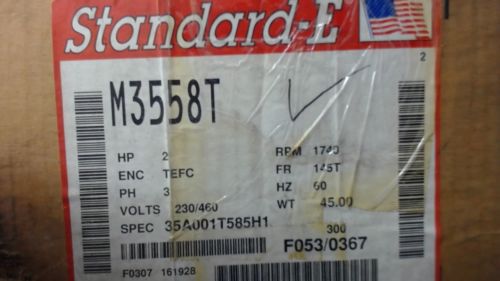 Standard-E
2
M3558T
HP 2 RPM 1740
ENC TEFC FR 145T
PH 3 HZ 60
VOLTS 230/460 WT 45.00
SPEC 35A001T585H1 300
F053/0367
F0307 161928